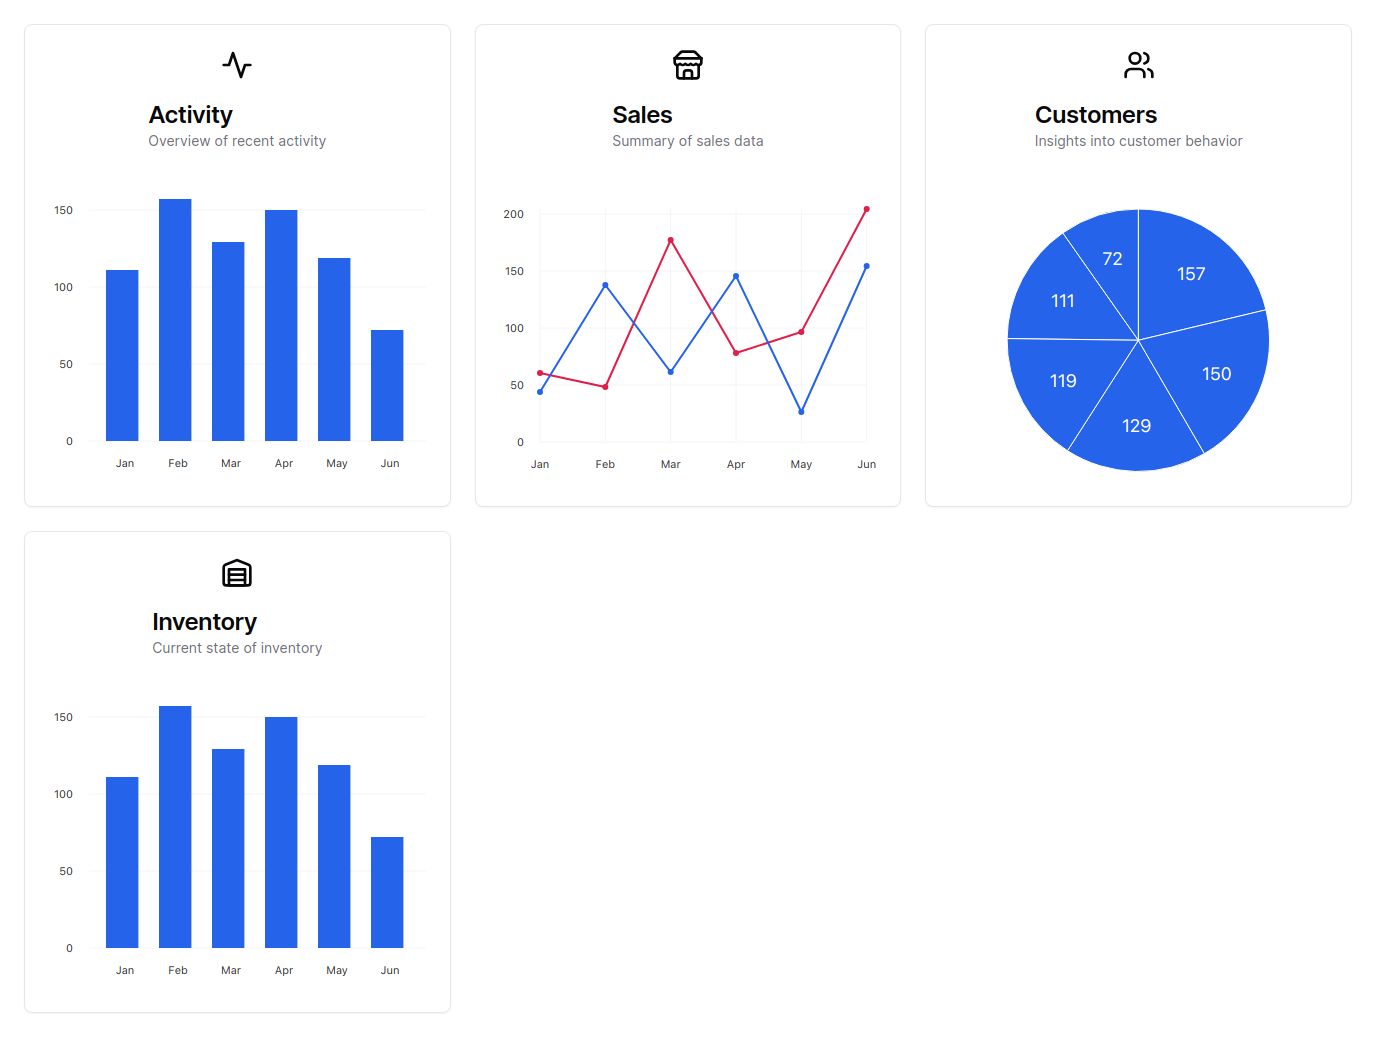 Activity
Overview of recent activity
150
100
50
0
Jan Feb Mar Apr May Jun
Sales
Summary of sales data
200
150
100
50
0
Jan Feb Mar Apr May Jun
Customers
Insights into customer behavior
72
157
111
119
150
129
Inventory
Current state of inventory
150
100
50
0
Jan Feb Mar Apr May Jun